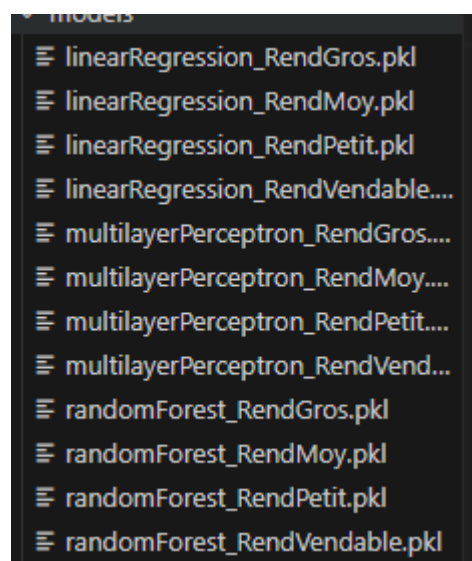 models
linearRegression_RendGros.pkl
linearRegression_RendMoy.pkl
linearRegression_RendPetit.pkl
linearRegression_RendVendable....
multilayerPerceptron_RendGros....
multilayerPerceptron_RendMoy....
multilayerPerceptron_RendPetit....
multilayerPerceptron_RendVend...
randomForest_RendGros.pkl
randomForest_RendMoy.pkl
randomForest_RendPetit.pkl
randomForest_RendVendable.pkl